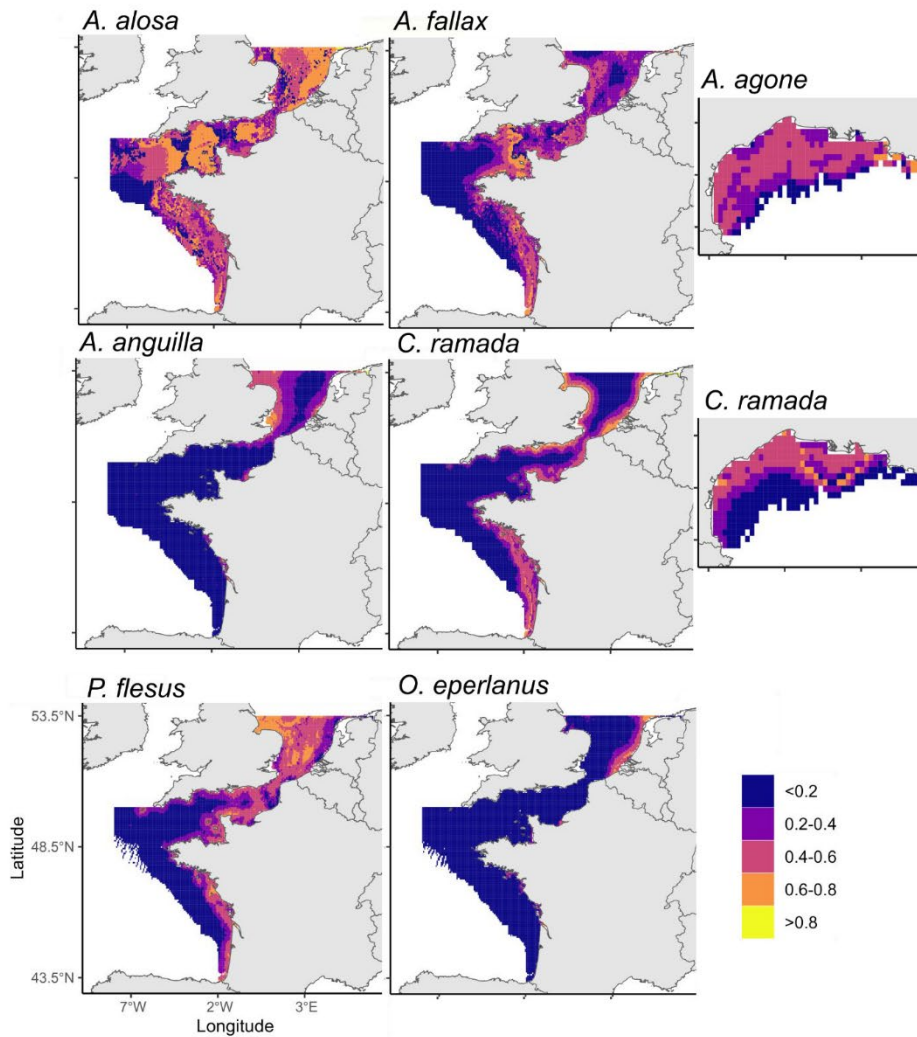 A. alosa
A. fallax
A. agone
A. anguilla
C. ramada
C. ramada
P. flesus
O. eperlanus
53.5°N
48.5°N
43.5°N
Latitude
7°W
2°W
3°E
Longitude
<0.2
0.2-0.4
0.4-0.6
0.6-0.8
>0.8